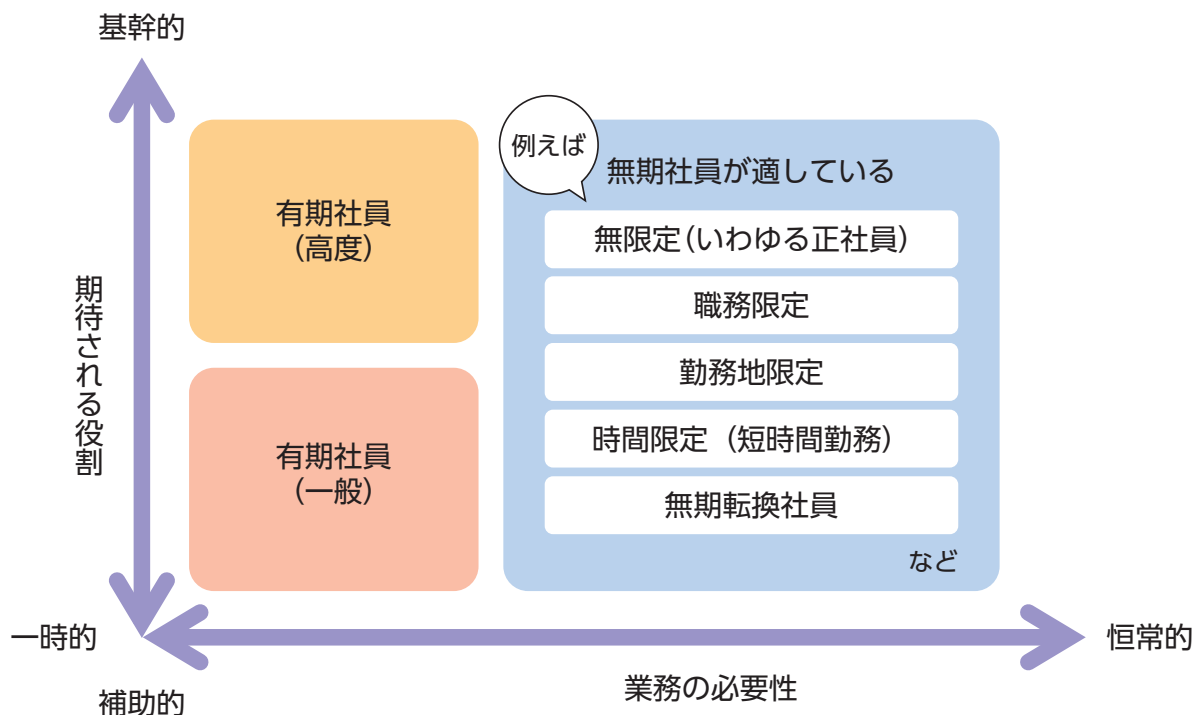 基幹的
期待される役割
有期社員
（高度）
有期社員
（一般）
例えば
無期社員が適している
無限定（いわゆる正社員）
職務限定
勤務地限定
時間限定（短時間勤務）
無期転換社員
など
一時的
恒常的
補助的
業務の必要性